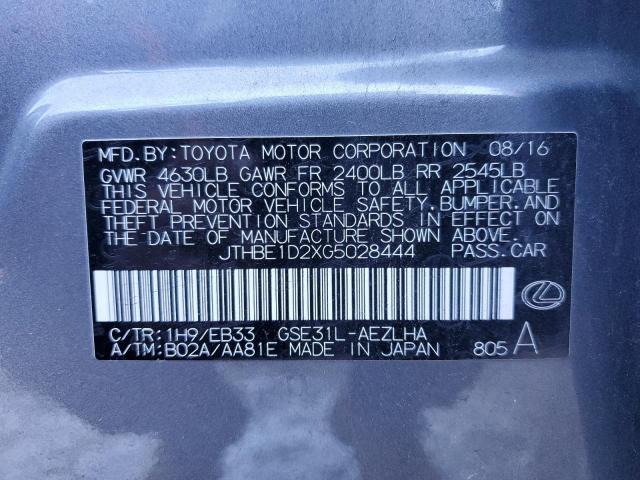 MFD.BY:TOYOTA MOTOR CORPORATION 08/16
GVWR 4630LB GAWR FR 2400LB RR 2545LB
THIS VEHICLE CONFORMS TO ALL APPLICABLE
FEDERAL MOTOR VEHICLE SAFETY.BUMPER.AND
THEFT PREVENTION STANDARDS IN EFFECT ON
THE DATE OF MANUFACTURE SHOWN ABOVE.
JTHBE1D2XG5028444 PASS.CAR
C/TR:1H9/EB33 GSE31L-AEZLHA
A/TM:B02A/AA81E MADE IN JAPAN 805 A